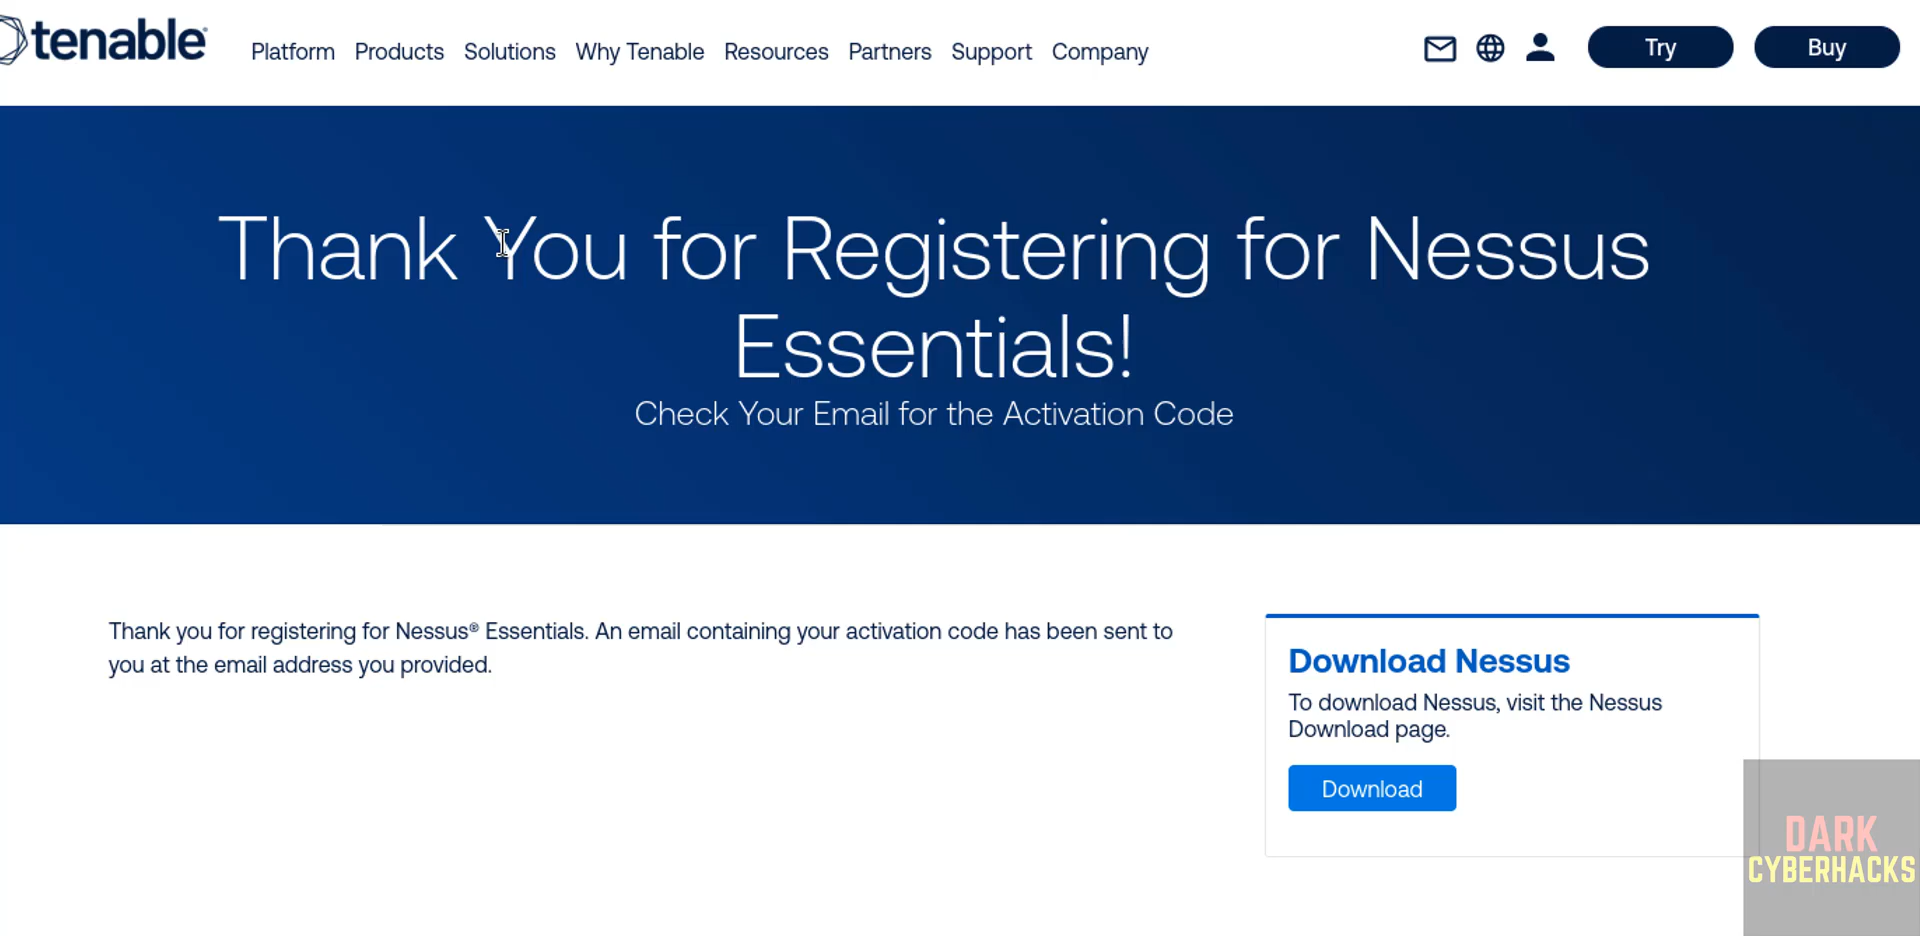 tenable
Platform Products Solutions Why Tenable Resources Partners Support Company
Try Buy
Thank You for Registering for Nessus
Essentials!
Check Your Email for the Activation Code
Thank you for registering for Nessus® Essentials. An email containing your activation code has been sent to
you at the email address you provided.
Download Nessus
To download Nessus, visit the Nessus
Download page.
Download
DARK
CYBERHACKS